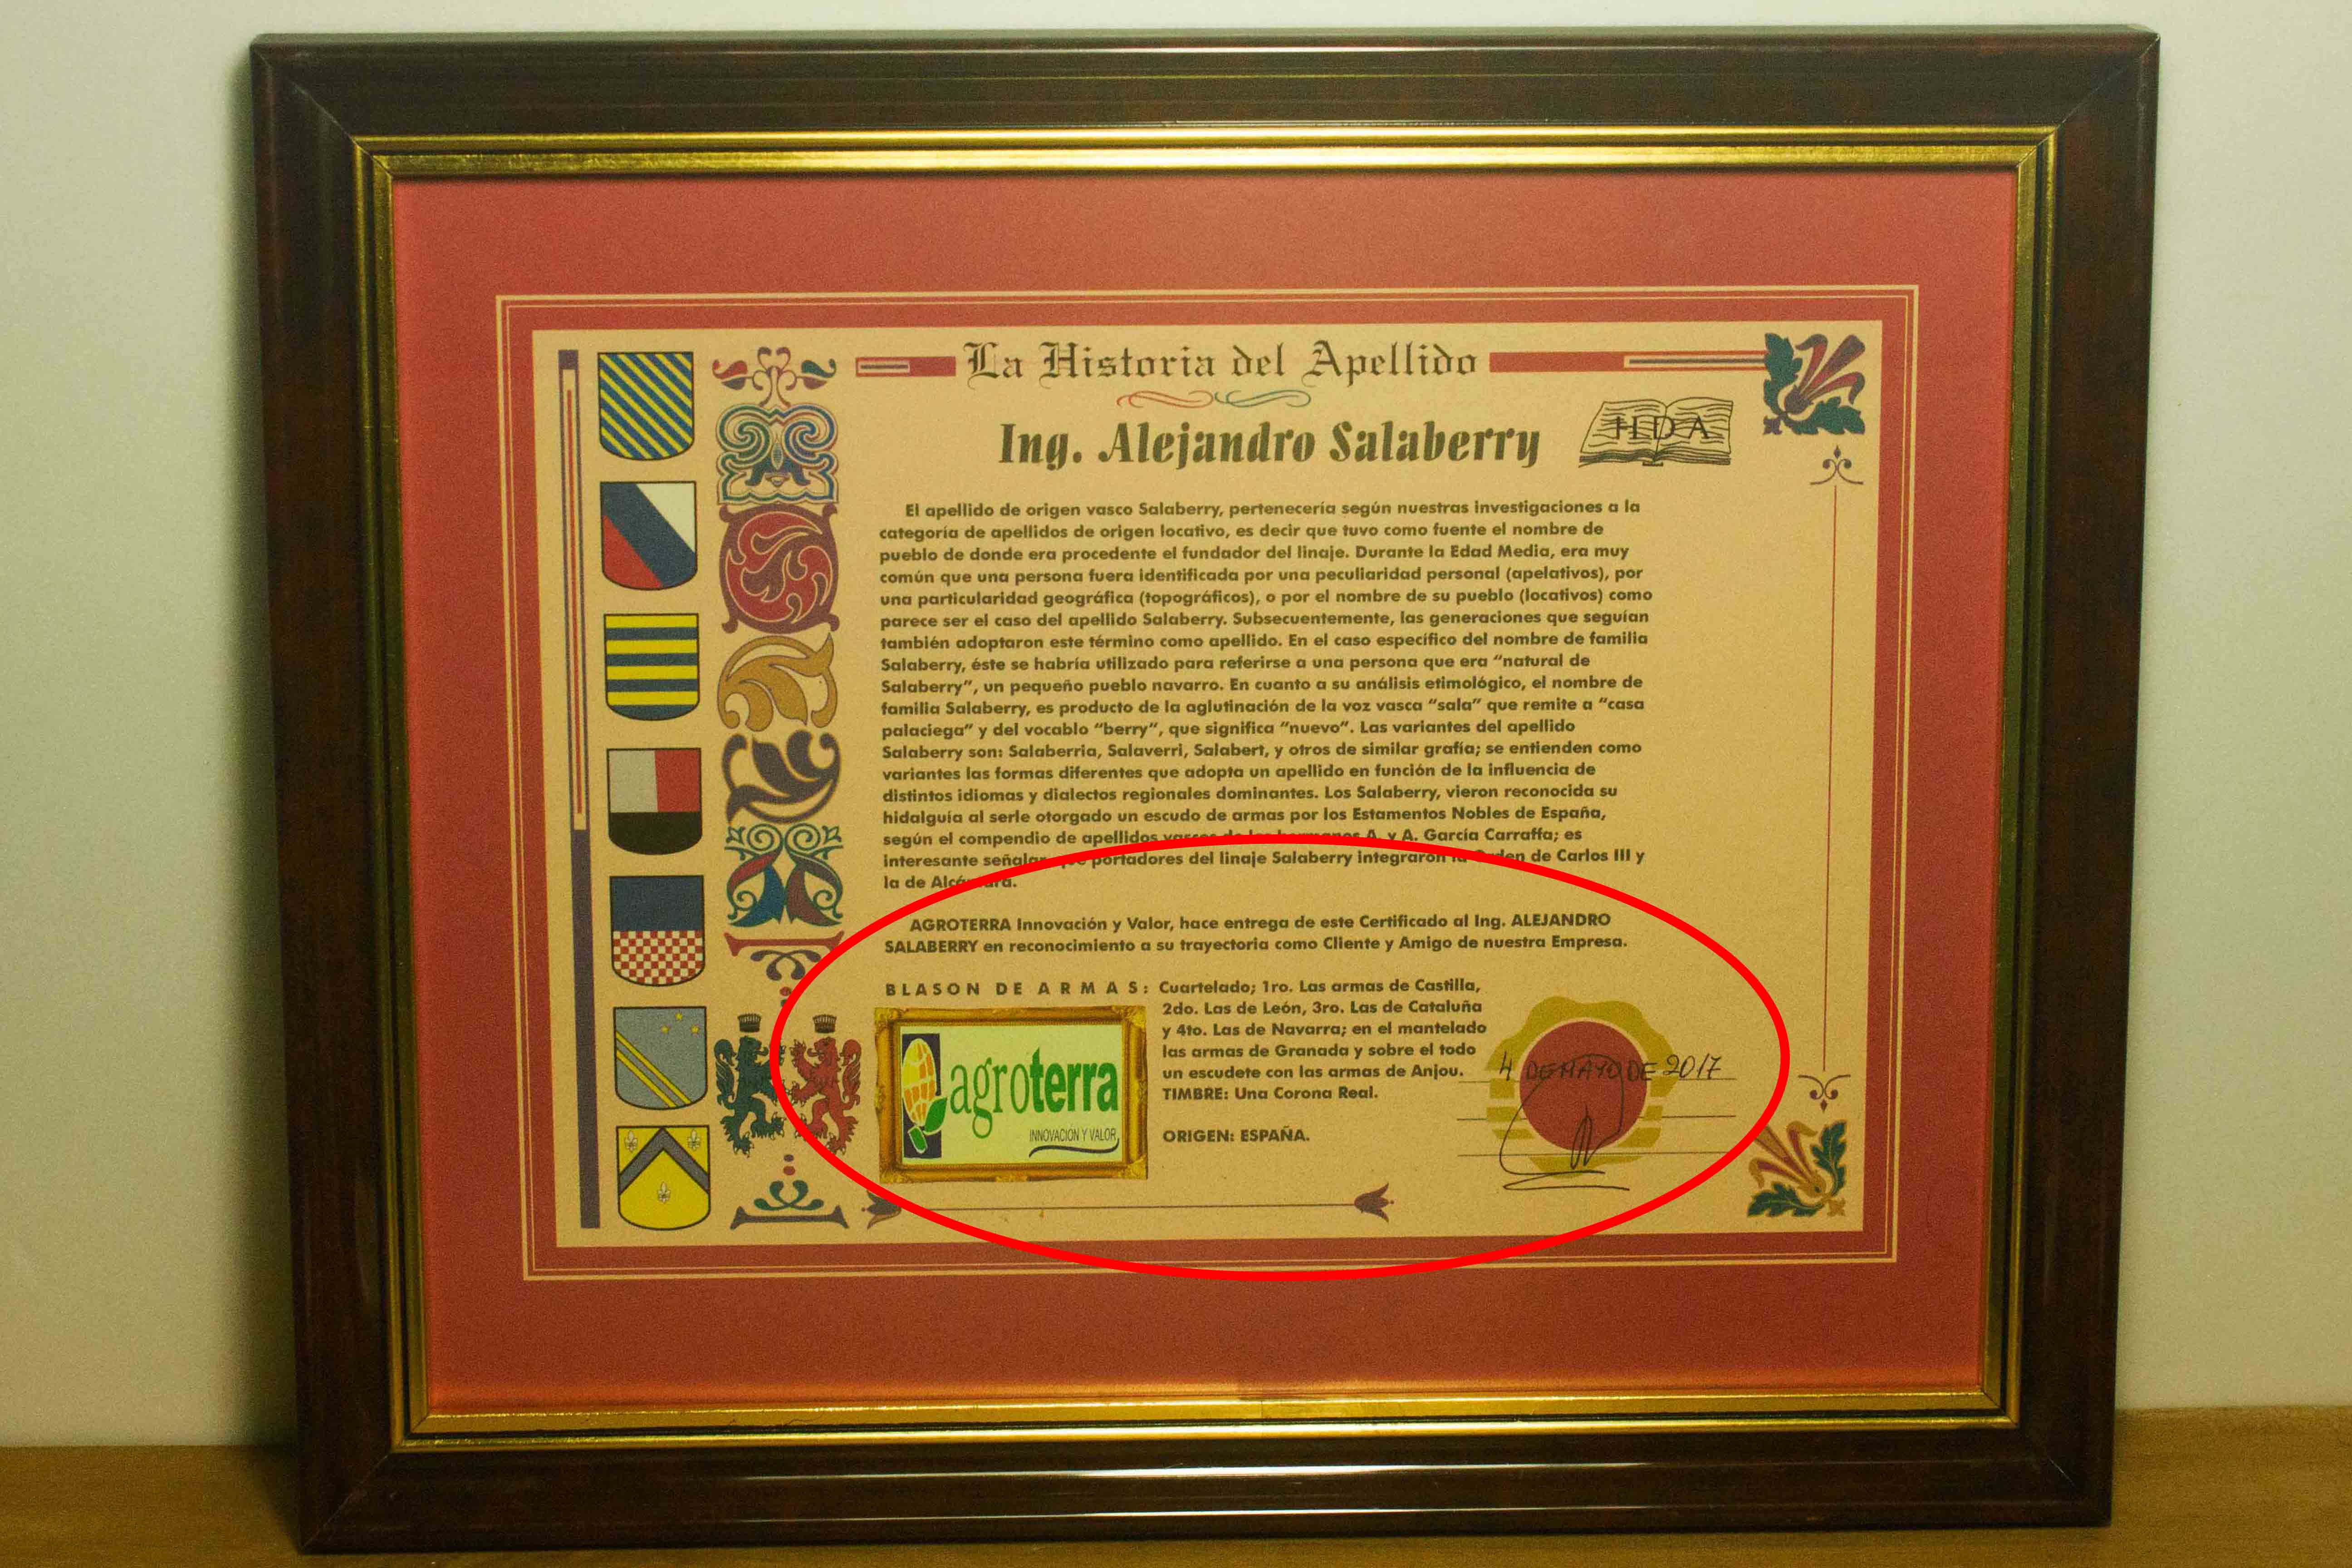 La Historia del Apellido
Ing. Alejandro Salaberry
HDA
El apellido de origen vasco Salaberry, pertenecería según nuestras investigaciones a la
categoría de apellidos de origen locativo, es decir que tuvo como fuente el nombre de
pueblo de donde era procedente el fundador del linaje. Durante la Edad Media, era muy
común que una persona fuera identificada por una peculiaridad personal (apelativos), por
una particularidad geográfica (topográficos), o por el nombre de su pueblo (locativos) como
parece ser el caso del apellido Salaberry. Subsecuentemente, las generaciones que seguían
también adoptaron este término como apellido. En el caso específico del nombre de familia
Salaberry, éste se habría utilizado para referirse a una persona que era “natural de
Salaberry”, un pequeño pueblo navarro. En cuanto a su análisis etimológico, el nombre de
familia Salaberry, es producto de la aglutinación de la voz vasca “sala” que remite a “casa
palaciega” y del vocablo “berry”, que significa “nuevo”. Las variantes del apellido
Salaberry son: Salaberria, Salaverri, Salabert, y otros de similar grafía; se entienden como
variantes las formas diferentes que adopta un apellido en función de la influencia de
distintos idiomas y dialectos regionales dominantes. Los Salaberry, vieron reconocida su
hidalguía al serle otorgado un escudo de armas por los Estamentos Nobles de España,
según el compendio de apellidos vascos de los hermanos A. y A. García Carraffa; es
interesante señalar que portadores del linaje Salaberry integraron la Orden de Carlos III y
la de Alcántara.
AGROTERRA Innovación y Valor, hace entrega de este Certificado al Ing. ALEJANDRO
SALABERRY en reconocimiento a su trayectoria como Cliente y Amigo de nuestra Empresa.
BLASON DE ARMAS: Cuartelado; 1ro. Las armas de Castilla,
2do. Las de León, 3ro. Las de Cataluña
y 4to. Las de Navarra; en el mantelado
las armas de Granada y sobre el todo
un escudete con las armas de Anjou.
TIMBRE: Una Corona Real.
ORIGEN: ESPAÑA.
agroterra
INNOVACION Y VALOR
4 DE MAYO DE 2017